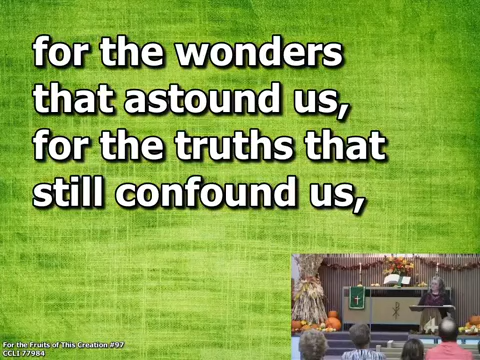 for the wonders
that astound us,
for the truths that
still confound us,
For the Fruits of This Creation #97
CCLI 77984